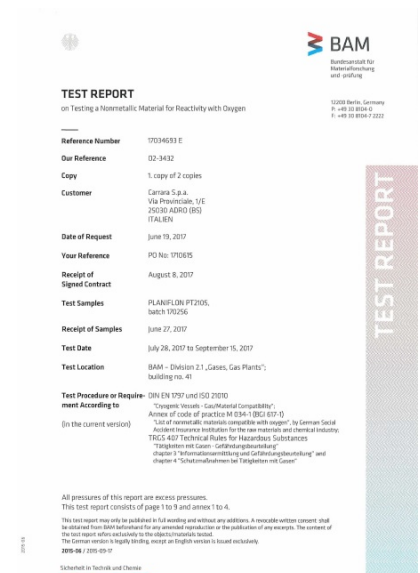 BAM
Bundesanstalt für
Materialforschung
und -prüfung
TEST REPORT
on Testing a Nonmetallic Material for Reactivity with Oxygen
12200 Berlin, Germany
P: +49 30 8104-0
F: +49 30 8104-7 2222
Reference Number 17034693 E
Our Reference 02-3432
Copy 1. copy of 2 copies
Customer Carrara S.p.a.
Via Provinciale, 1/E
25030 ADRO (BS)
ITALIEN
Date of Request June 19, 2017
Your Reference PO No: 1710615
Receipt of August 8, 2017
Signed Contract
Test Samples PLANIFLON PT2105,
batch 170256
Receipt of Samples June 27, 2017
Test Date July 28, 2017 to September 15, 2017
Test Location BAM – Division 2.1 „Gases, Gas Plants";
building no. 41
Test Procedure or Require- DIN EN 1797 und ISO 21010
ment According to "Cryogenic Vessels - Gas/Material Compatibility";
Annex of code of practice M 034-1 (BGI 617-1)
(in the current version) "List of nonmetallic materials compatible with oxygen", by German Social
Accident Insurance Institution for the raw materials and chemical industry.
TRGS 407 Technical Rules for Hazardous Substances
"Tätigkeiten mit Gasen - Gefährdungsbeurteilung"
chapter 3 "Informationsermittlung und Gefährdungsbeurteilung" and
chapter 4 "Schutzmaßnahmen bei Tätigkeiten mit Gasen"
TEST REPORT
All pressures of this report are excess pressures.
This test report consists of page 1 to 9 and annex 1 to 4.
This test report may only be published in full wording and without any additions. A revocable written consent shall
be obtained from BAM beforehand for any amended reproduction or the publication of any excerpts. The content of
the test report refers exclusively to the objects/materials tested.
The German version is legally binding, except an English version is issued exclusively.
2015-06 / 2015-09-17
Sicherheit in Technik und Chemie